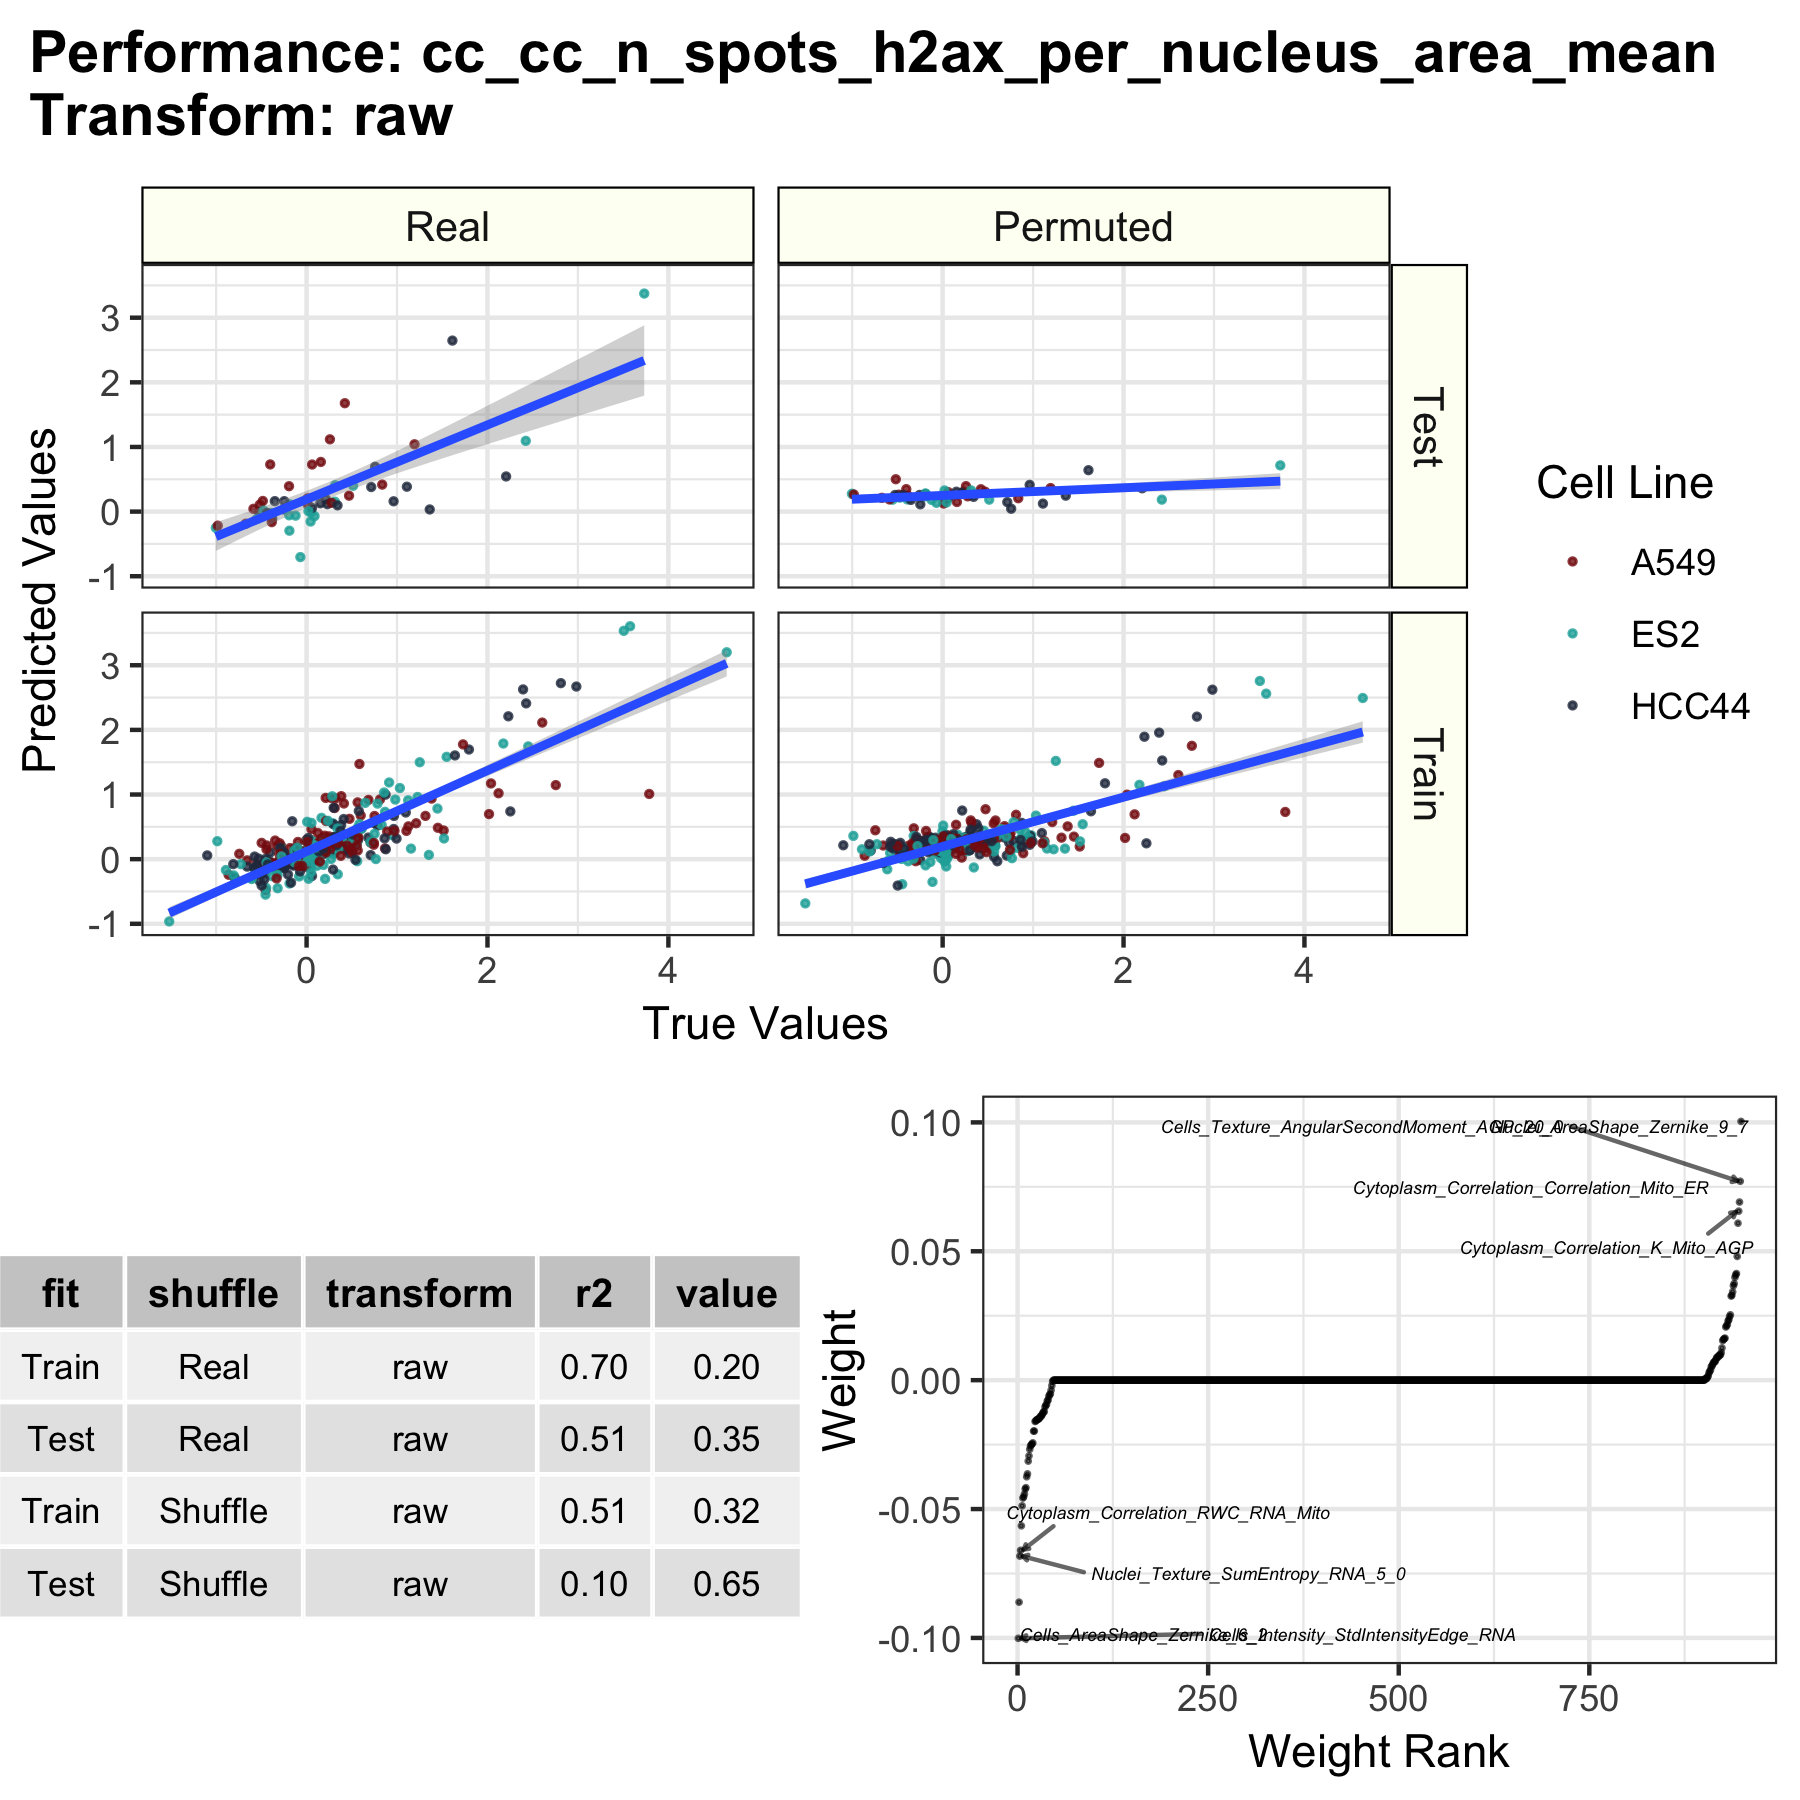 Performance: cc_cc_n_spots_h2ax_per_nucleus_area_mean
Transform: raw
Real
Permuted
Predicted Values
3
2
1
0
-1
Test
3
2
1
0
-1
Train
0
2
4
0
2
4
True Values
Cell Line
A549
ES2
HCC44
fit shuffle transform r2 value
Train Real raw 0.70 0.20
Test Real raw 0.51 0.35
Train Shuffle raw 0.51 0.32
Test Shuffle raw 0.10 0.65
Weight
0.10
0.05
0.00
-0.05
-0.10
Cells_Texture_AngularSecondMoment_AGP_20_0
Nuclei_AreaShape_Zernike_9_7
Cytoplasm_Correlation_Correlation_Mito_ER
Cytoplasm_Correlation_K_Mito_AGP
Cytoplasm_Correlation_RWC_RNA_Mito
Nuclei_Texture_SumEntropy_RNA_5_0
Cells_AreaShape_Zernike
Cells_Intensity_StdIntensityEdge_RNA
0
250
500
750
Weight Rank